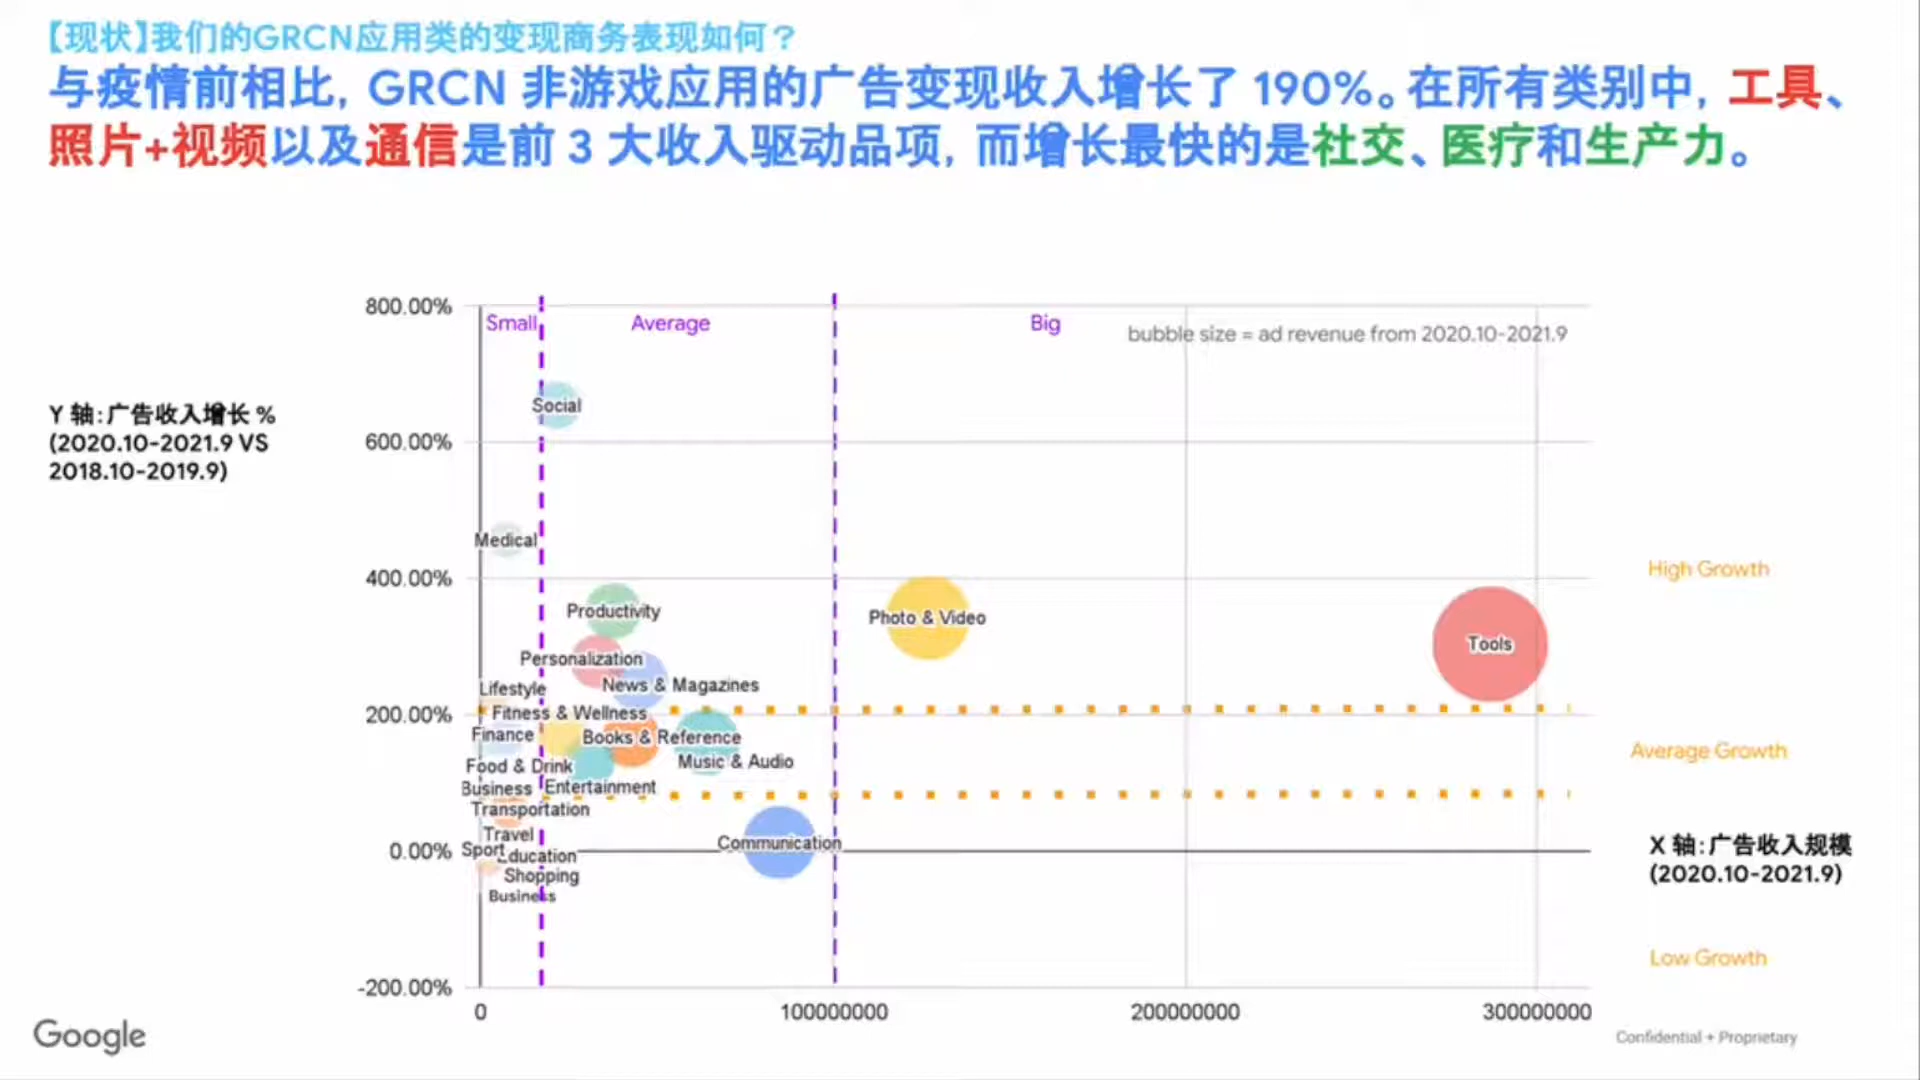 【现状】我们的GRCN应用类的变现商务表现如何？
与疫情前相比, GRCN 非游戏应用的广告变现收入增长了 190%。在所有类别中, 工具、
照片+视频以及通信是前 3 大收入驱动品项, 而增长最快的是社交、医疗和生产力。
800.00%
Small
Average
Big
bubble size = ad revenue from 2020.10-2021.9
Social
Y 轴:广告收入增长 %
(2020.10-2021.9 VS
2018.10-2019.9)
600.00%
Medical
400.00%
High Growth
Productivity
Photo & Video
Tools
Personalization
News & Magazines
Lifestyle
200.00%
Fitness & Wellness
Finance
Books & Reference
Average Growth
Music & Audio
Food & Drink
Business
Entertainment
Transportation
Travel
Communication
0.00%
Sport
Education
X 轴:广告收入规模
(2020.10-2021.9)
Shopping
Business
Low Growth
-200.00%
0
100000000
200000000
300000000
Google
Confidential + Proprietary